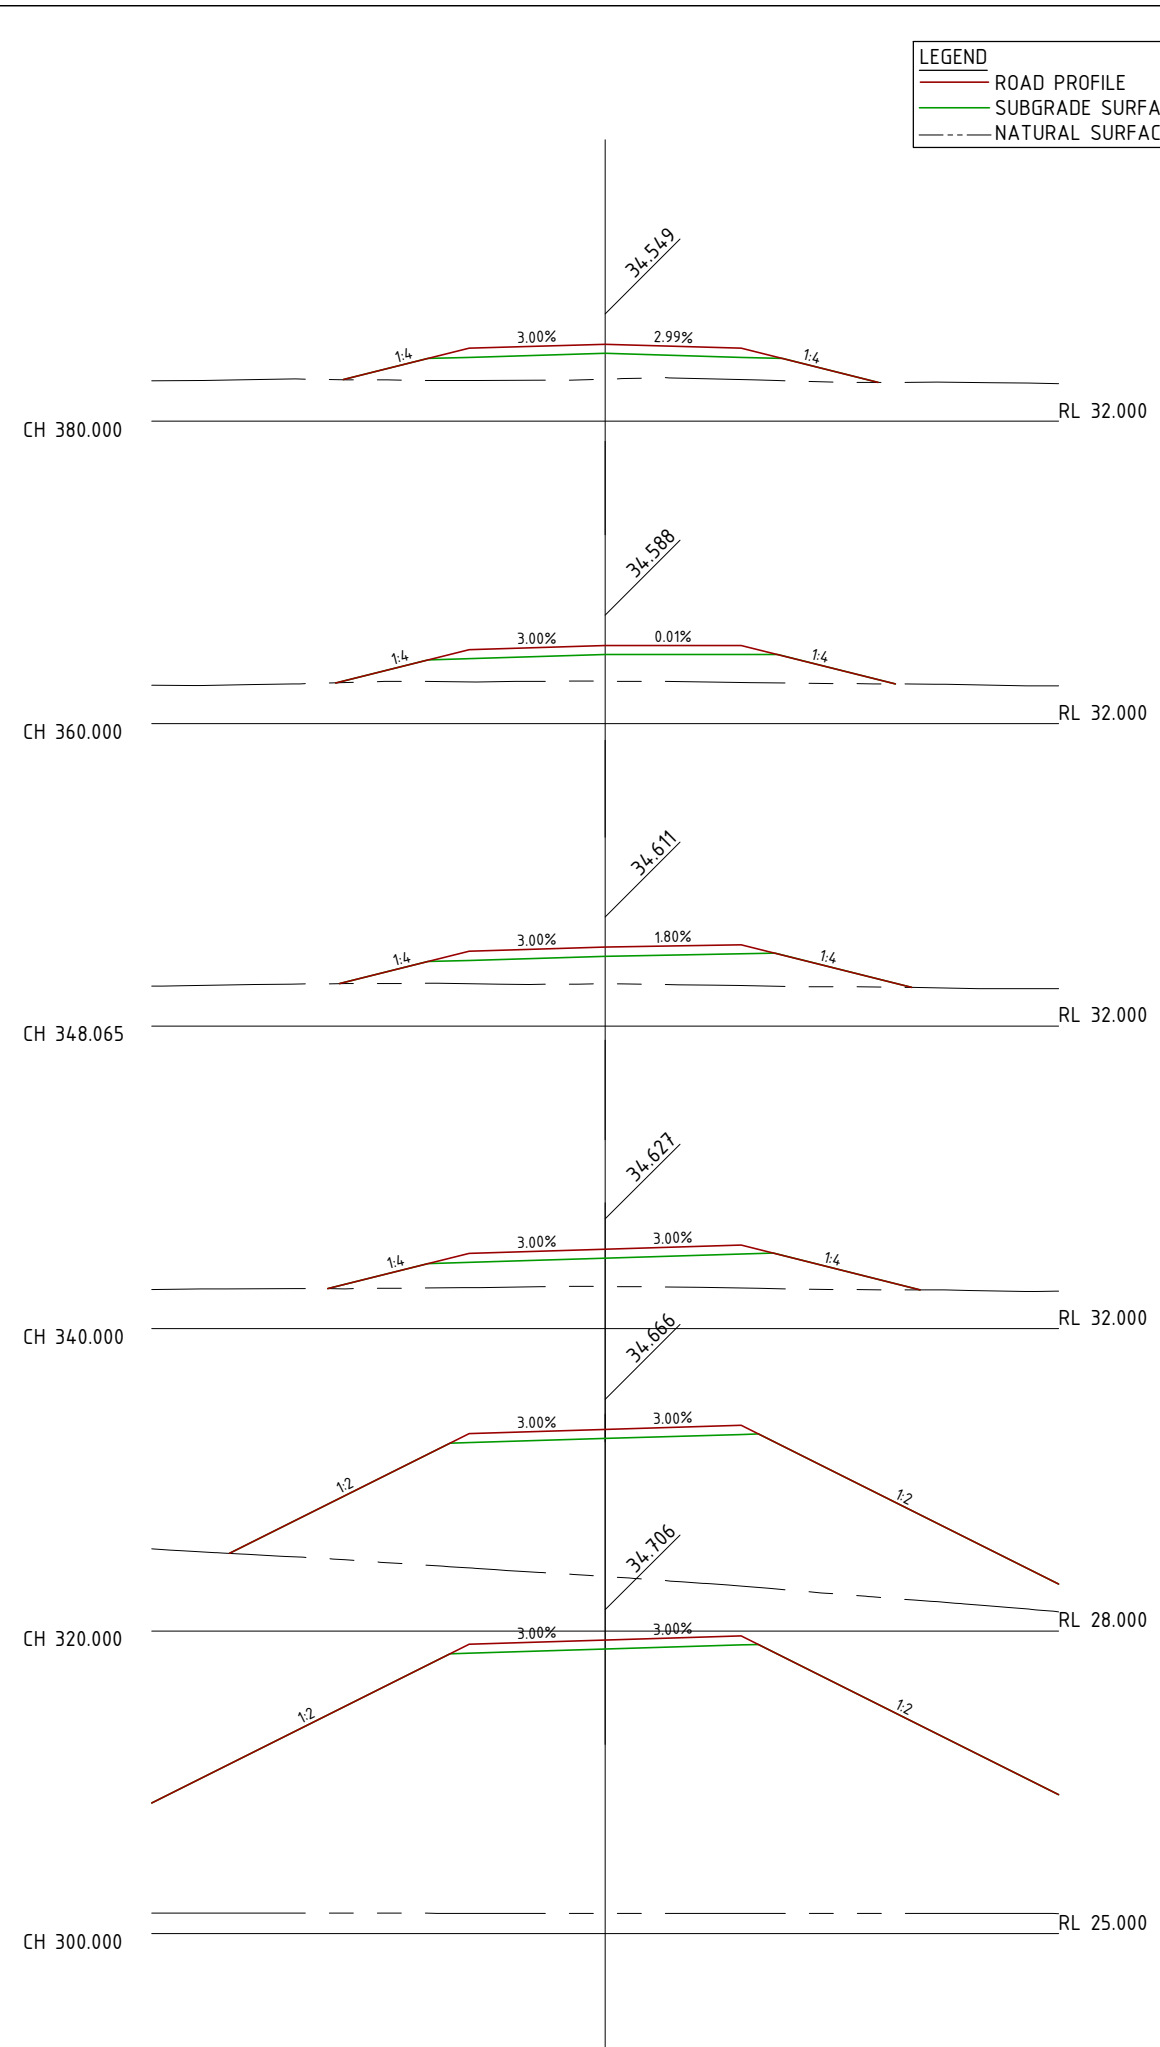 LEGEND
ROAD PROFILE
SUBGRADE SURFA
NATURAL SURFAC
34.549
1:4 3.00% 2.99% 1:4
CH 380.000 RL 32.000
34.588
1:4 3.00% 0.01% 1:4
CH 360.000 RL 32.000
34.611
1:4 3.00% 1.80% 1:4
CH 348.065 RL 32.000
34.627
1:4 3.00% 3.00% 1:4
CH 340.000 RL 32.000
34.666
1:2 3.00% 3.00% 1:2
CH 320.000 RL 28.000
34.706
1:2 3.00% 3.00% 1:2
CH 300.000 RL 25.000